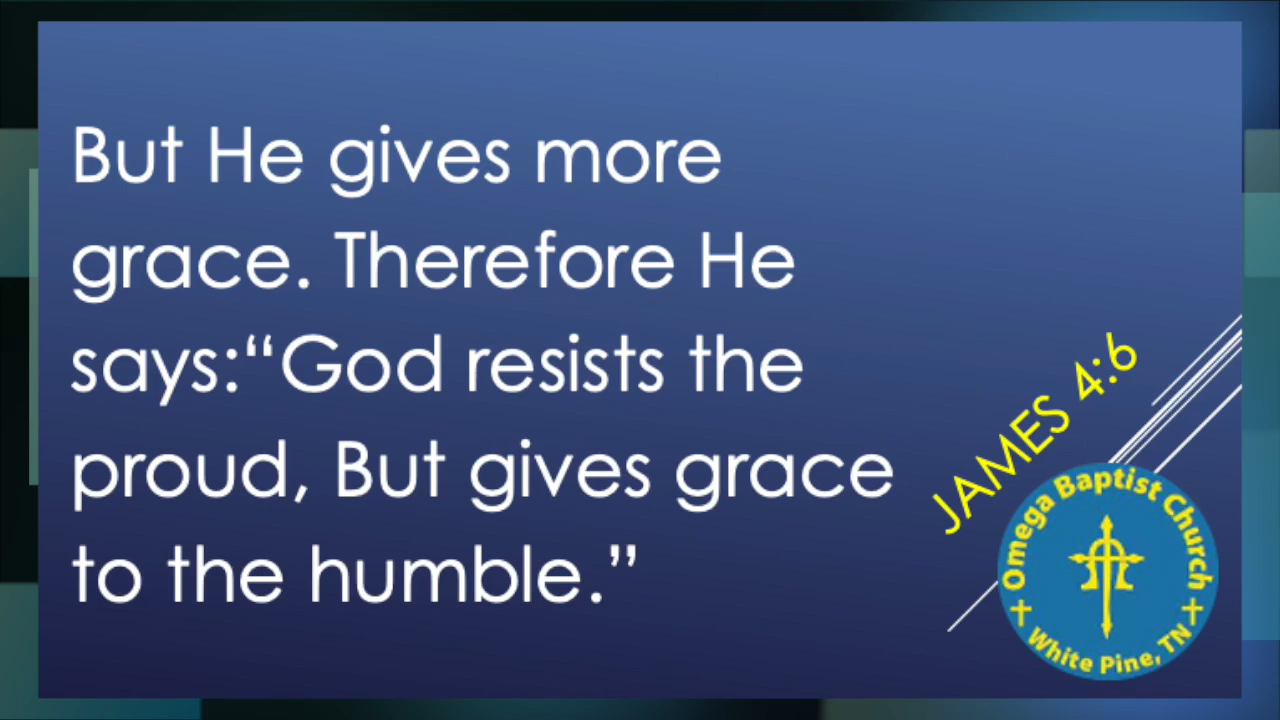 But He gives more
grace. Therefore He
says:“God resists the
proud, But gives grace
to the humble.”
JAMES 4:6
Omega Baptist Church
White Pine, TN